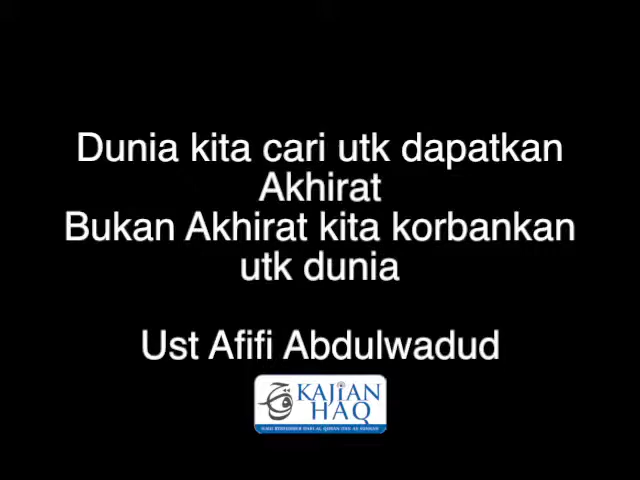 Dunia kita cari utk dapatkan
Akhirat
Bukan Akhirat kita korbankan
utk dunia
Ust Afifi Abdulwadud
KAJIAN
HAQ